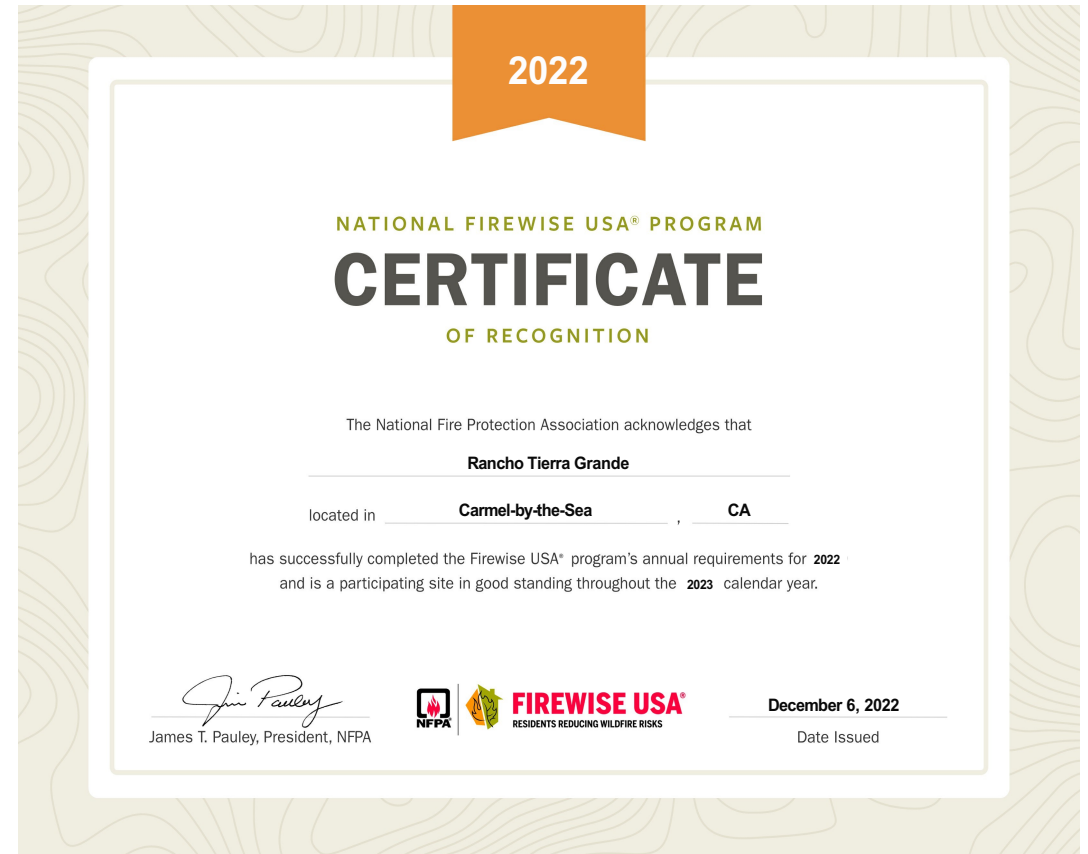 2022
NATIONAL FIREWISE USA® PROGRAM
CERTIFICATE
OF RECOGNITION
The National Fire Protection Association acknowledges that
Rancho Tierra Grande
located in Carmel-by-the-Sea , CA
has successfully completed the Firewise USA® program's annual requirements for 2022
and is a participating site in good standing throughout the 2023 calendar year.
Jim Pauley
James T. Pauley, President, NFPA
NFPA®
FIREWISE USA®
RESIDENTS REDUCING WILDFIRE RISKS
December 6, 2022
Date Issued